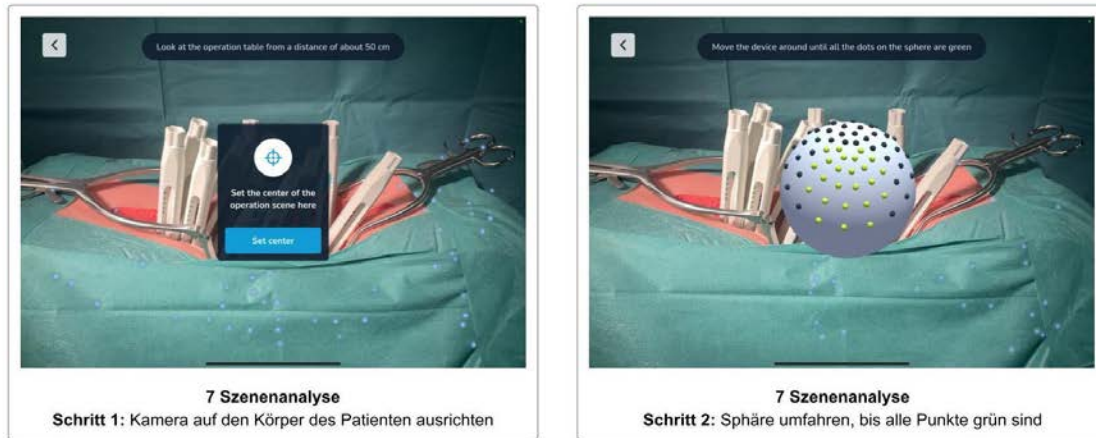 Look at the operation table from a distance of about 50 cm
Set the center of the
operation scene here
Set center
7 Szenenanalyse
Schritt 1: Kamera auf den Körper des Patienten ausrichten
Move the device around until all the dots on the sphere are green
7 Szenenanalyse
Schritt 2: Sphäre umfahren, bis alle Punkte grün sind